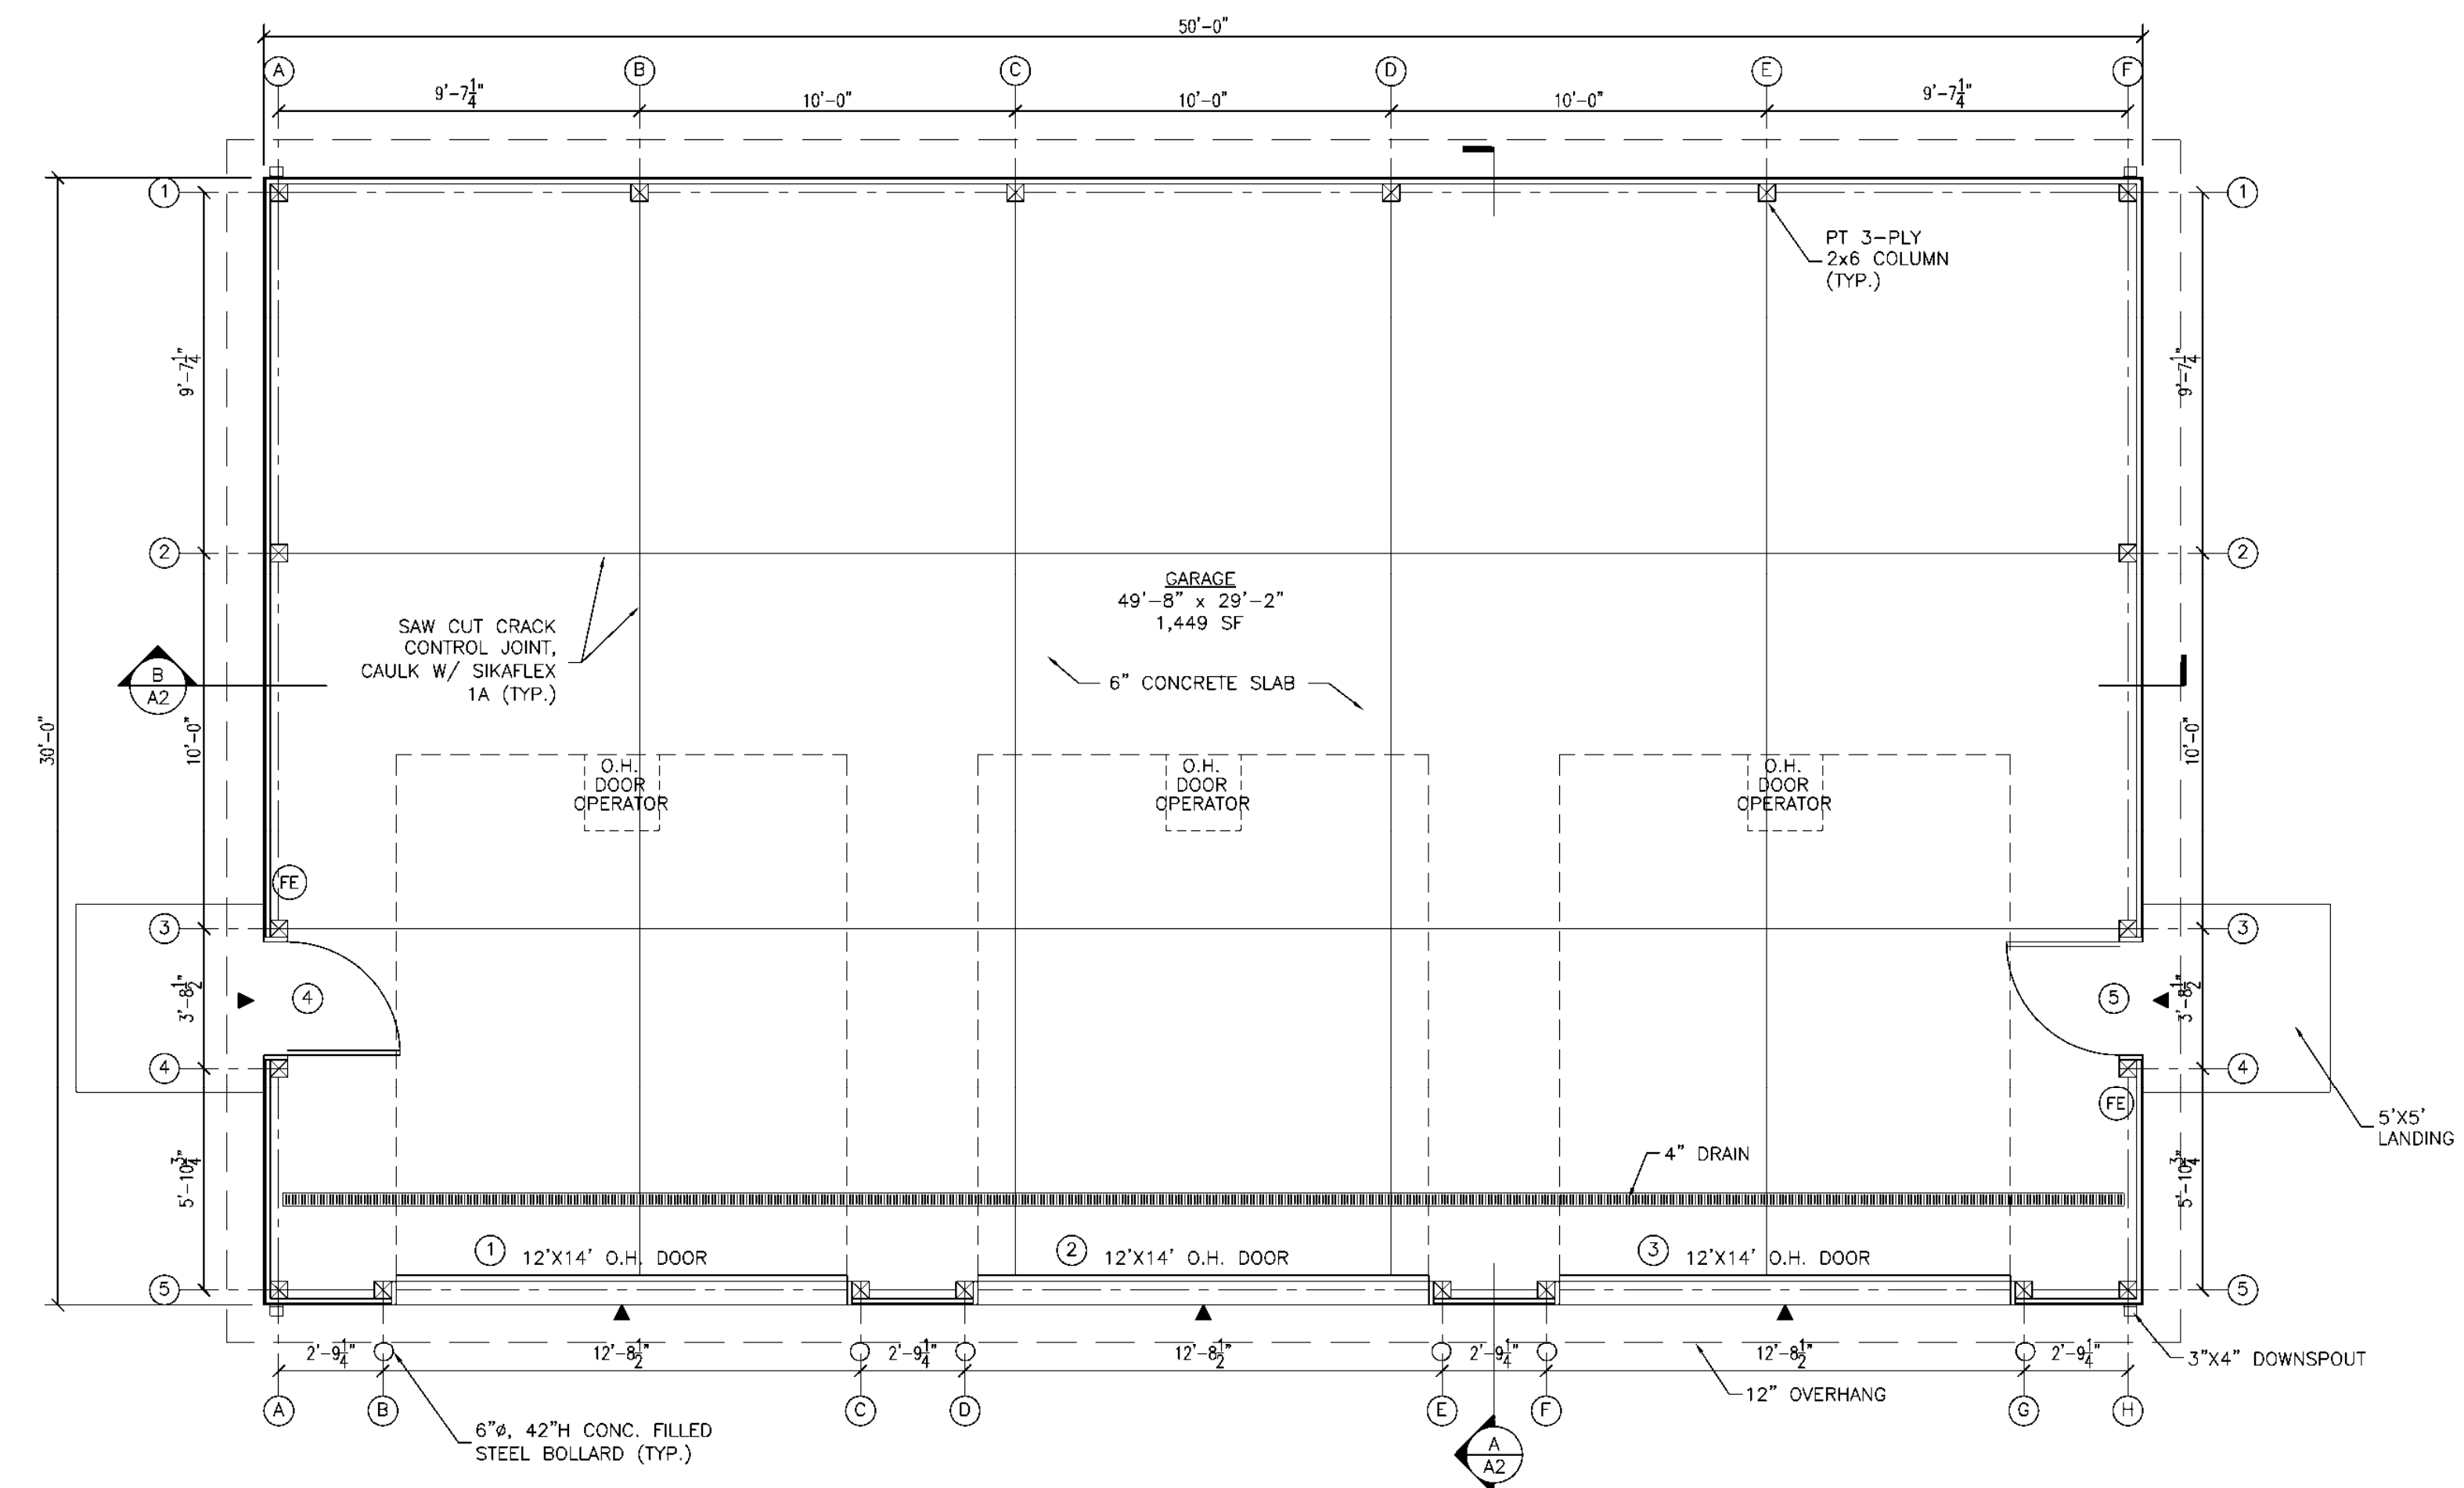 50'-0"
A B C D E F
9'-7 1/4" 10'-0" 10'-0" 10'-0" 9'-7 1/4"
1 1
PT 3-PLY
2x6 COLUMN
(TYP.)
9'-7 1/4" 9'-7 1/4"
2 2
GARAGE
49'-8" x 29'-2"
1,449 SF
SAW CUT CRACK
CONTROL JOINT,
CAULK W/ SIKAFLEX
1A (TYP.)
6" CONCRETE SLAB
B
A2
30'-0"
10'-0" 10'-0"
O.H.
DOOR
OPERATOR
O.H.
DOOR
OPERATOR
O.H.
DOOR
OPERATOR
FE
3 3
3'-8 1/2" 4 5 3'-8 1/2"
4 4
FE
5'X5'
LANDING
4" DRAIN
5'-10 3/4" 5'-10 3/4"
1 12'X14' O.H. DOOR
2 12'X14' O.H. DOOR
3 12'X14' O.H. DOOR
5 5
2'-9 1/4" 12'-8 1/2" 2'-9 1/4" 12'-8 1/2" 2'-9 1/4" 12'-8 1/2" 2'-9 1/4"
3"X4" DOWNSPOUT
12" OVERHANG
A B C D E F G H
6"ø, 42"H CONC. FILLED
STEEL BOLLARD (TYP.)
A
A2